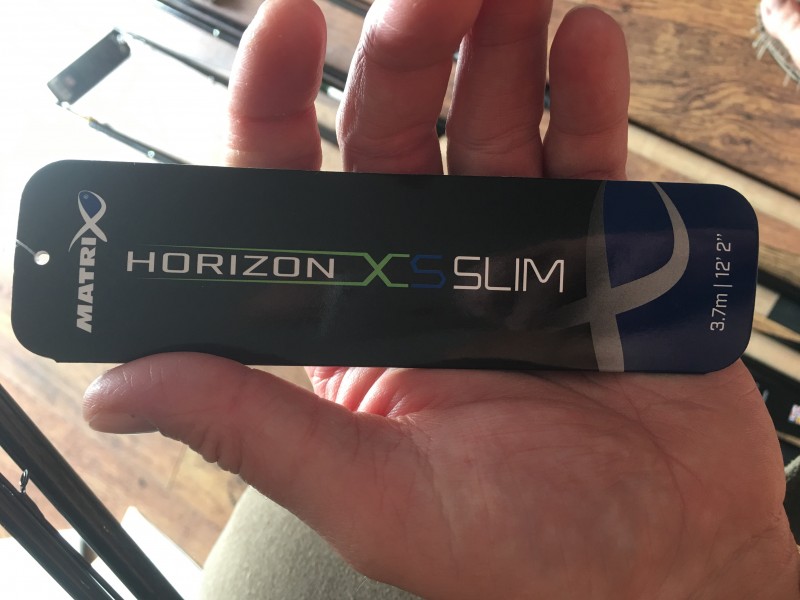 MATRIX
HORIZON XS SLIM
3.7m | 12' 2"